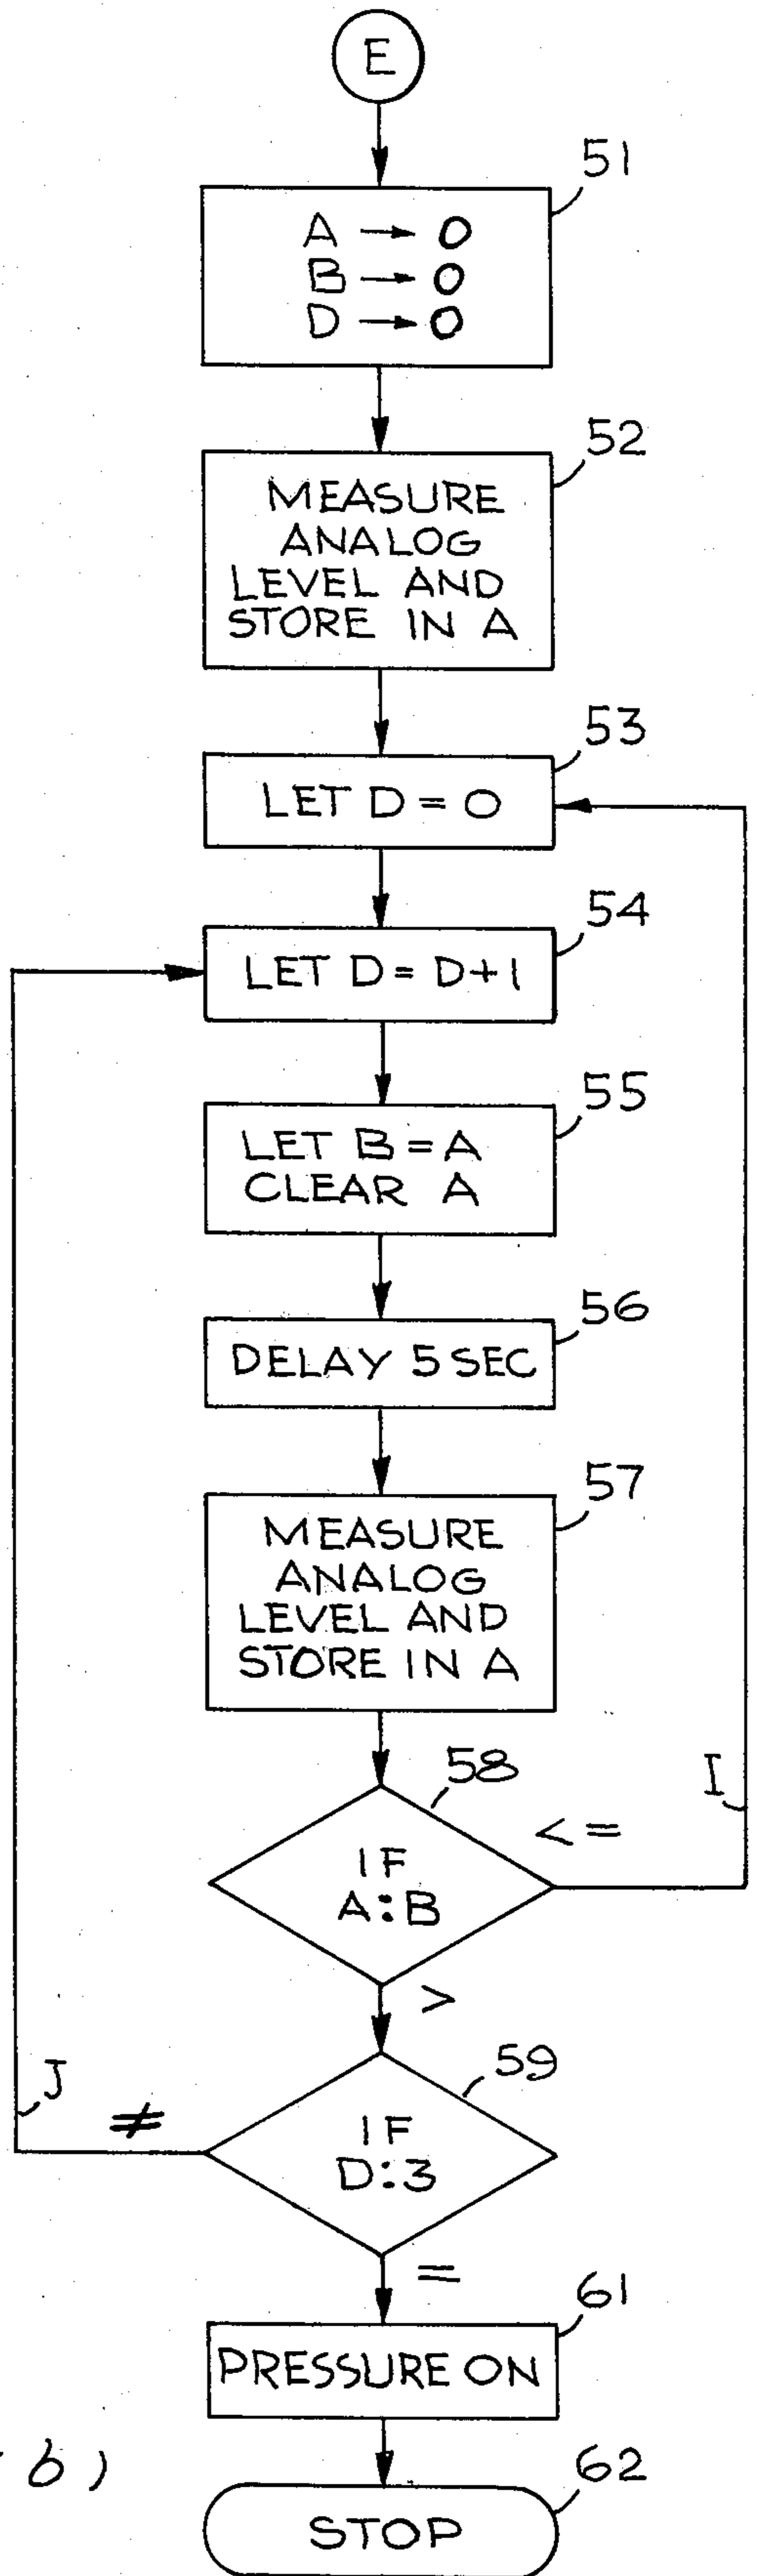 E
51
A → 0
B → 0
D → 0
52
MEASURE
ANALOG
LEVEL AND
STORE IN A
53
LET D = 0
54
LET D = D+1
55
LET B = A
CLEAR A
56
DELAY 5 SEC
57
MEASURE
ANALOG
LEVEL AND
STORE IN A
58
< =
I
IF
A:B
>
59
J
≠
IF
D:3
=
61
PRESSURE ON
b)
62
STOP